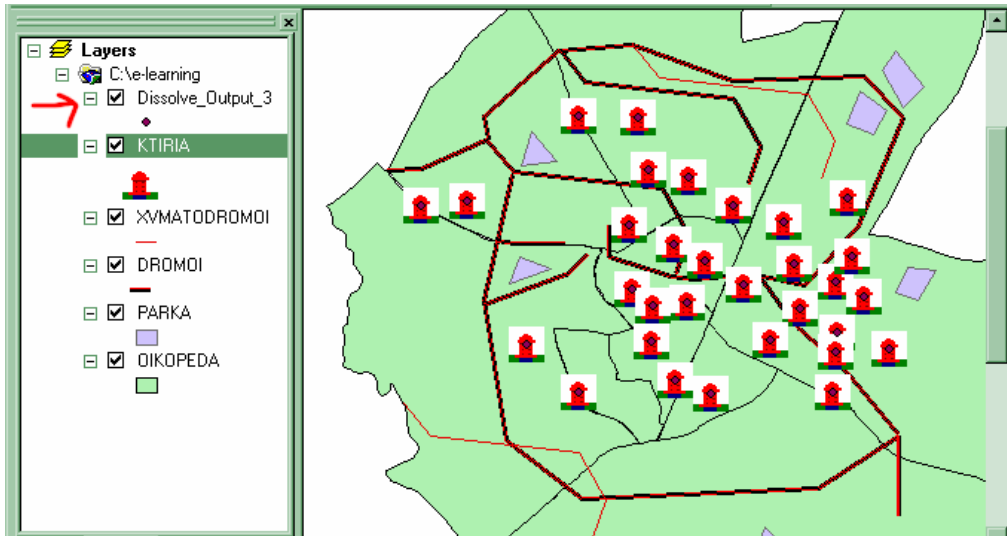 Layers
C:\e-learning
Dissolve_Output_3
KTIRIA
XVMATODROMOI
DROMOI
PARKA
OIKOPEDA